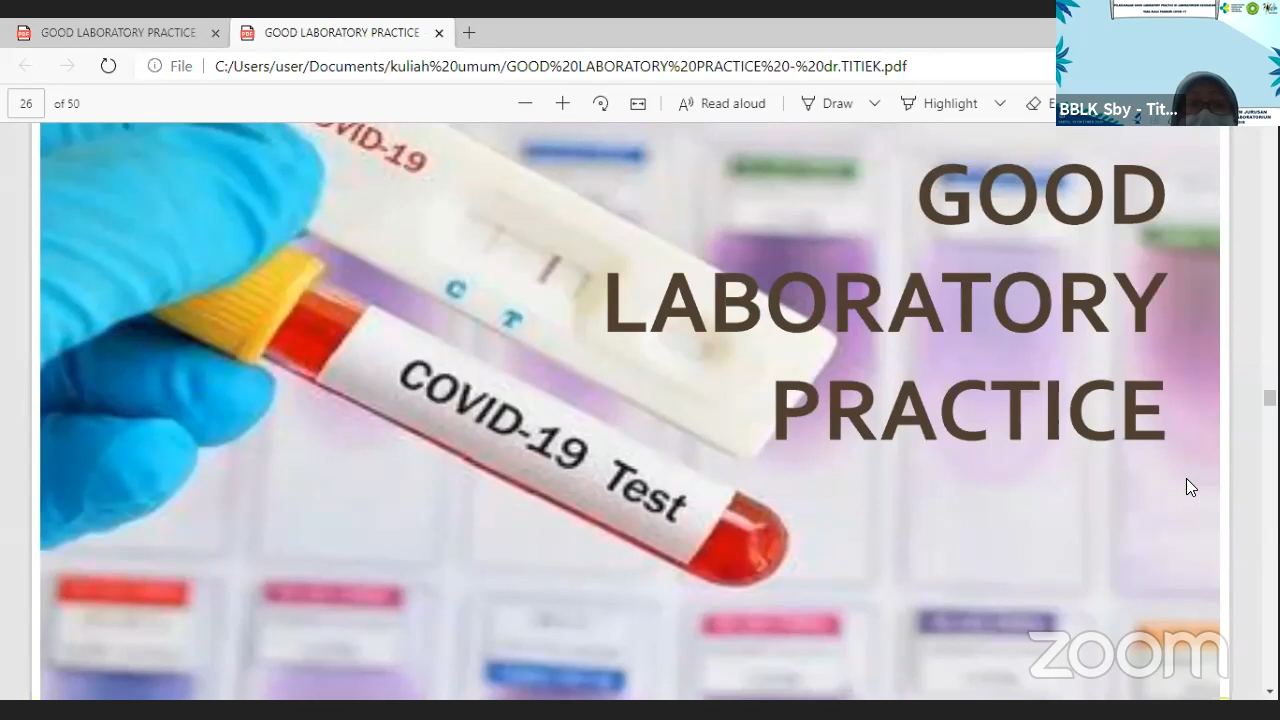 GOOD LABORATORY PRACTICE
GOOD LABORATORY PRACTICE
File
C:/Users/user/Documents/kuliah%20umum/GOOD%20LABORATORY%20PRACTICE%20-%20dr.TITIEK.pdf
26 of 50
Read aloud
Draw
Highlight
BBLK Sby - Tit...
COVID-19
C
T
COVID-19 Test
GOOD
LABORATORY
PRACTICE
zoom